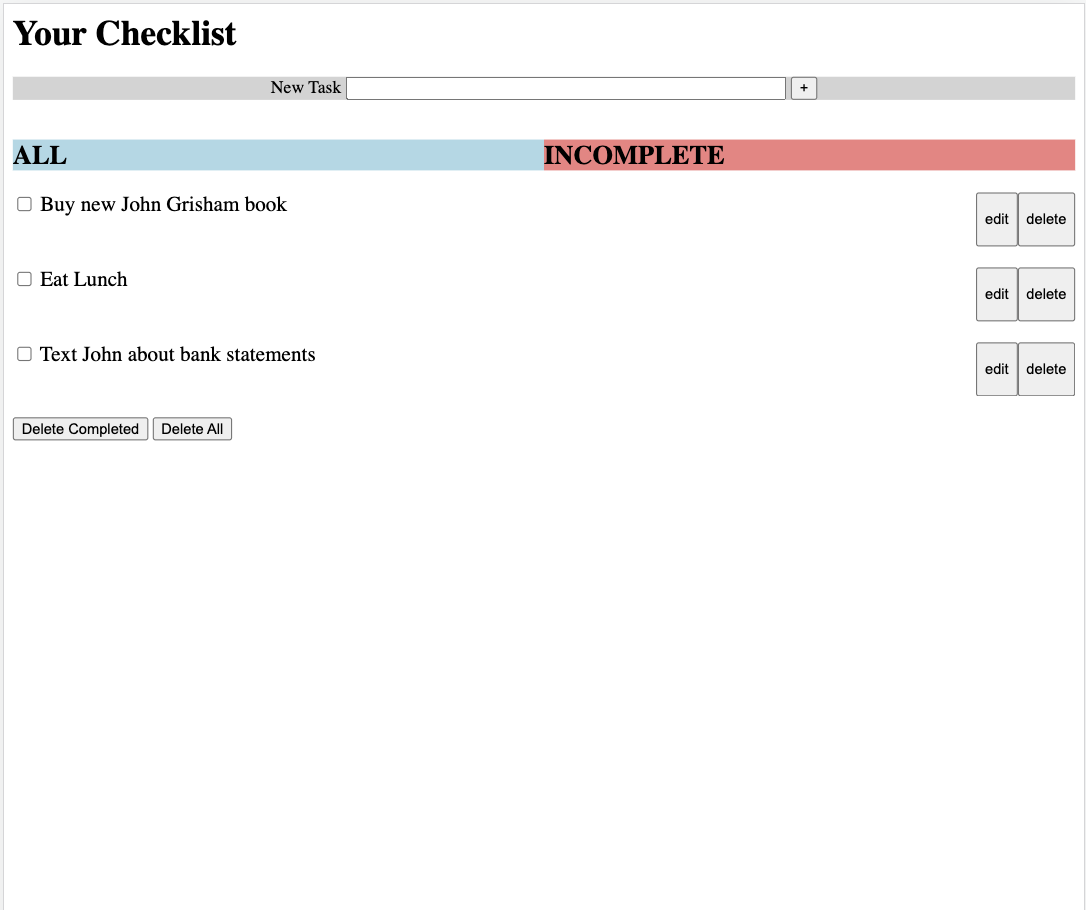 Your Checklist
New Task +
ALL INCOMPLETE
Buy new John Grisham book edit delete
Eat Lunch edit delete
Text John about bank statements edit delete
Delete Completed Delete All